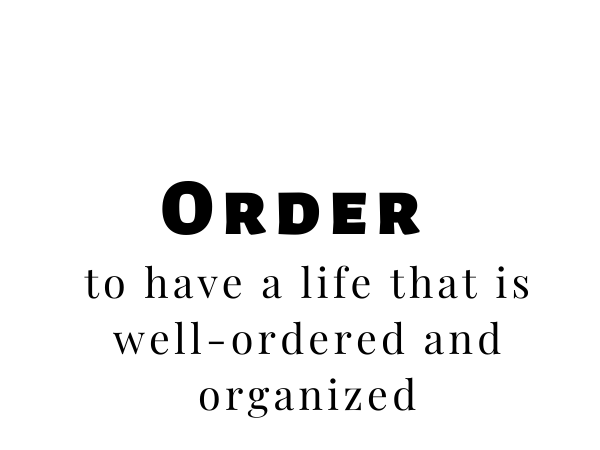 Order
to have a life that is
well-ordered and
organized